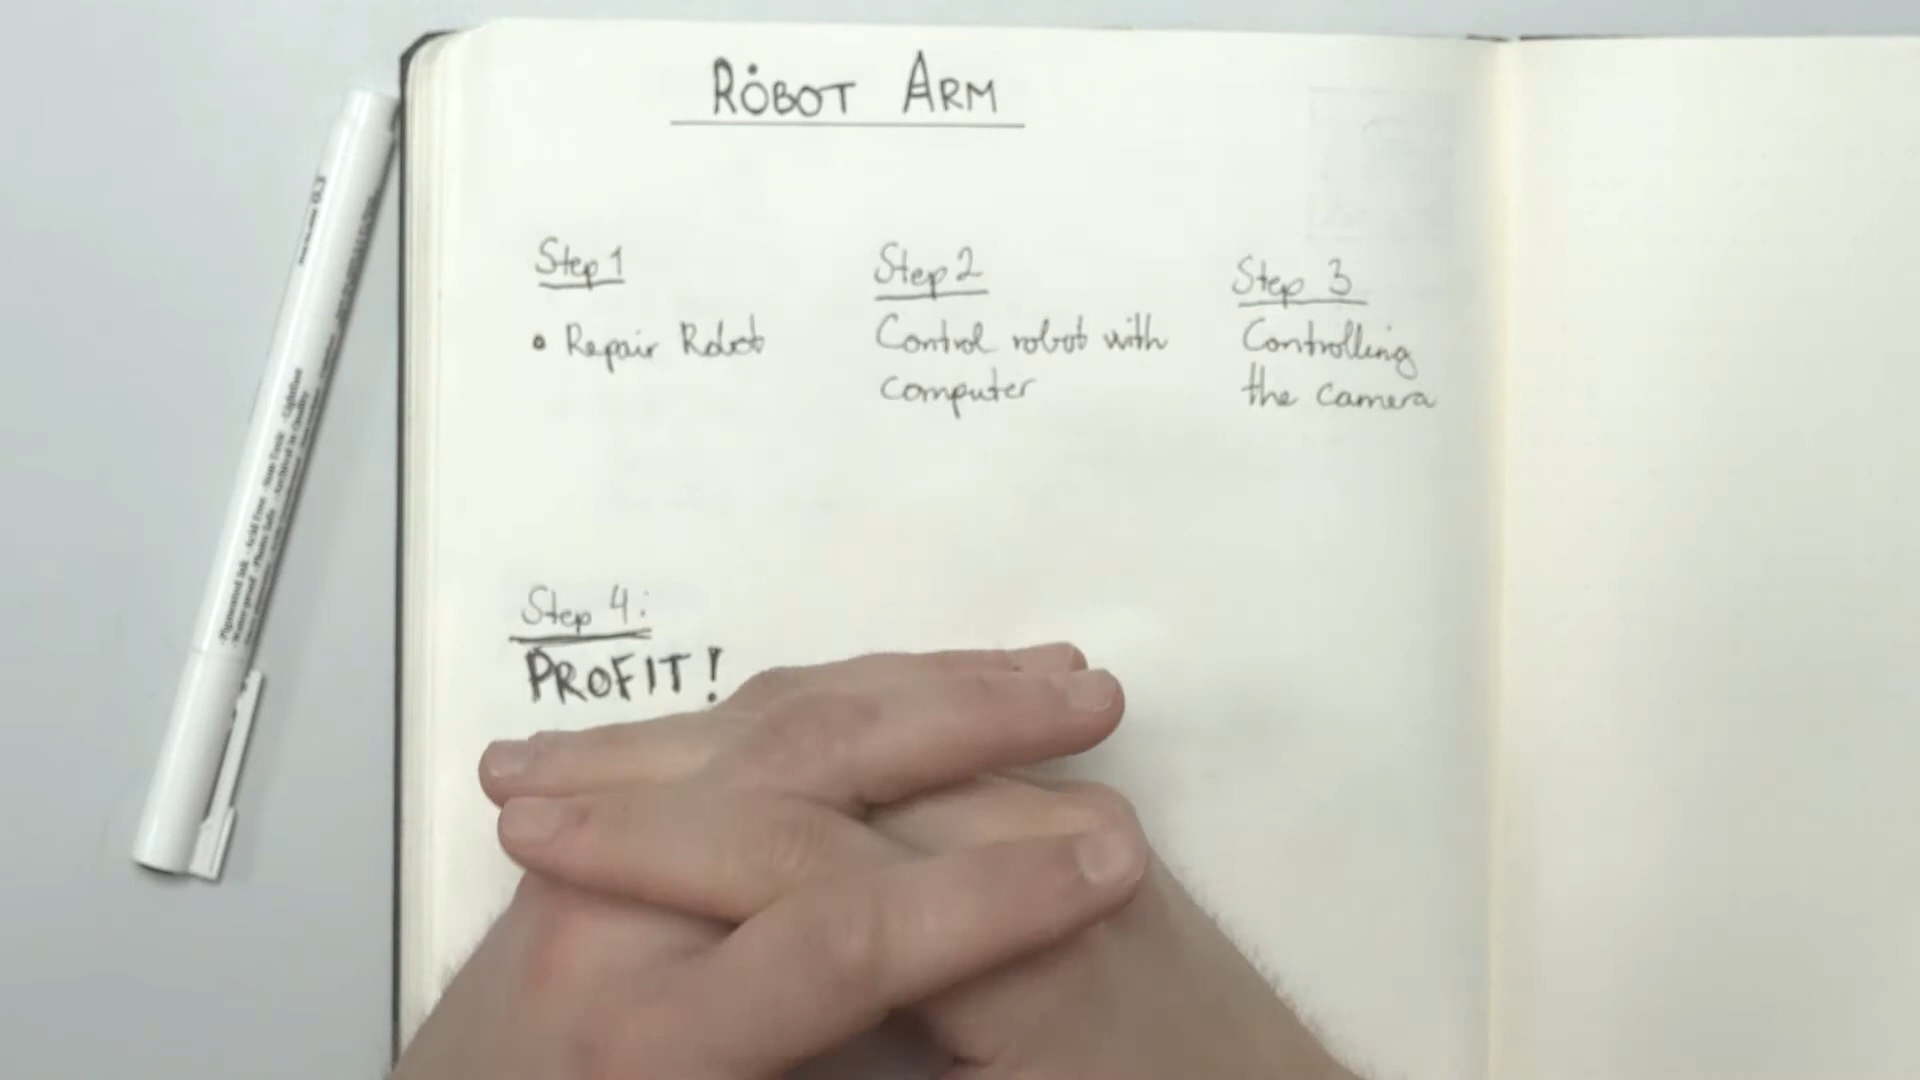 ROBOT ARM
Step 1
• Repair Robot
Step 2
Control robot with
computer
Step 3
Controlling
the camera
Step 4:
PROFIT!